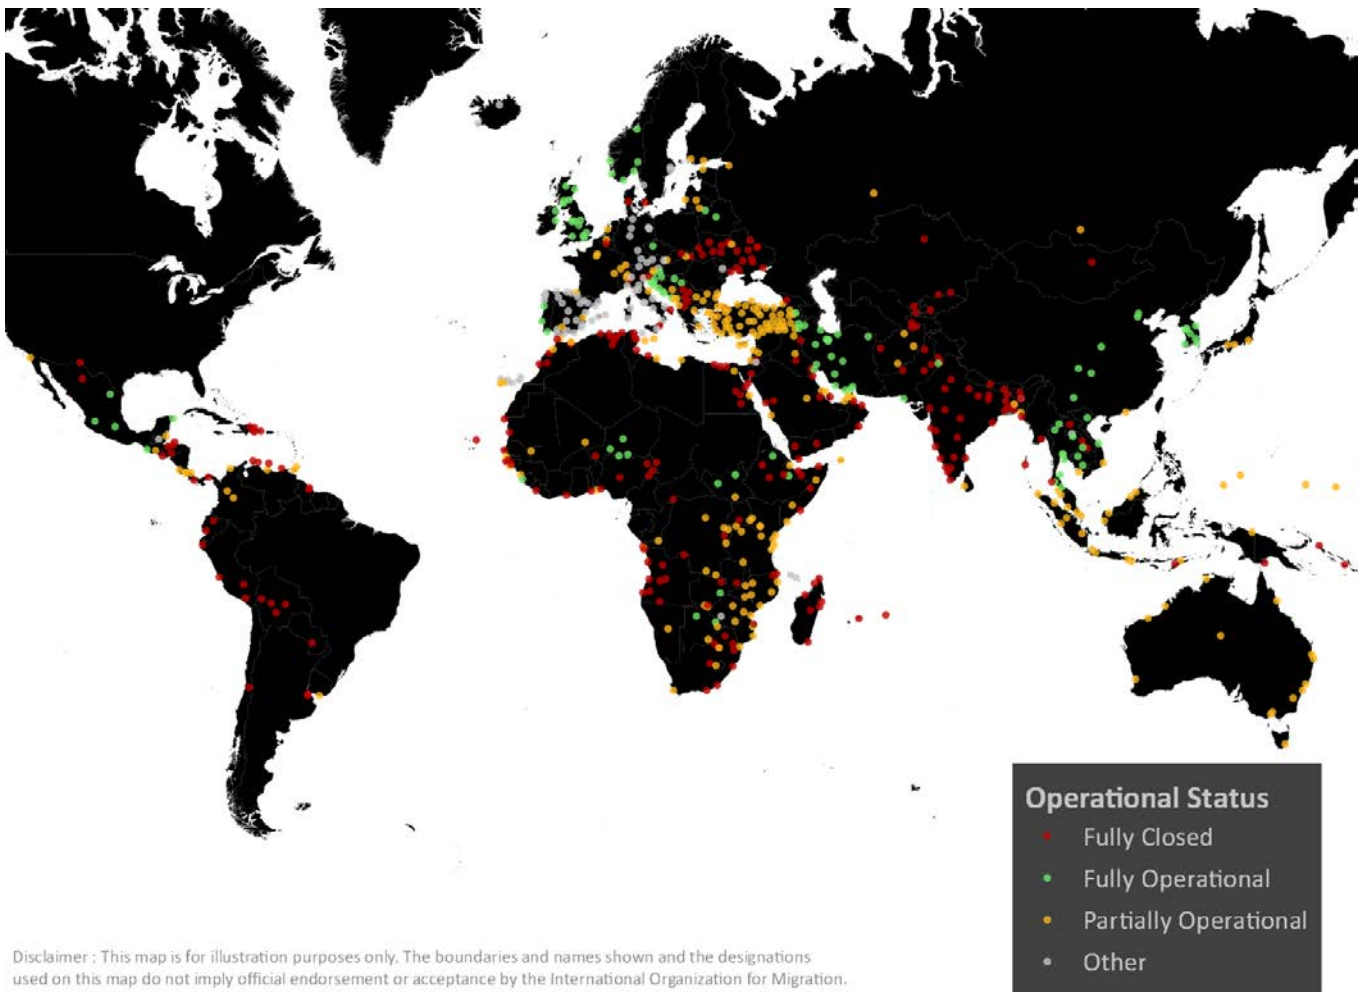 Operational Status
Fully Closed
Fully Operational
Partially Operational
Other
Disclaimer : This map is for illustration purposes only. The boundaries and names shown and the designations
used on this map do not imply official endorsement or acceptance by the International Organization for Migration.